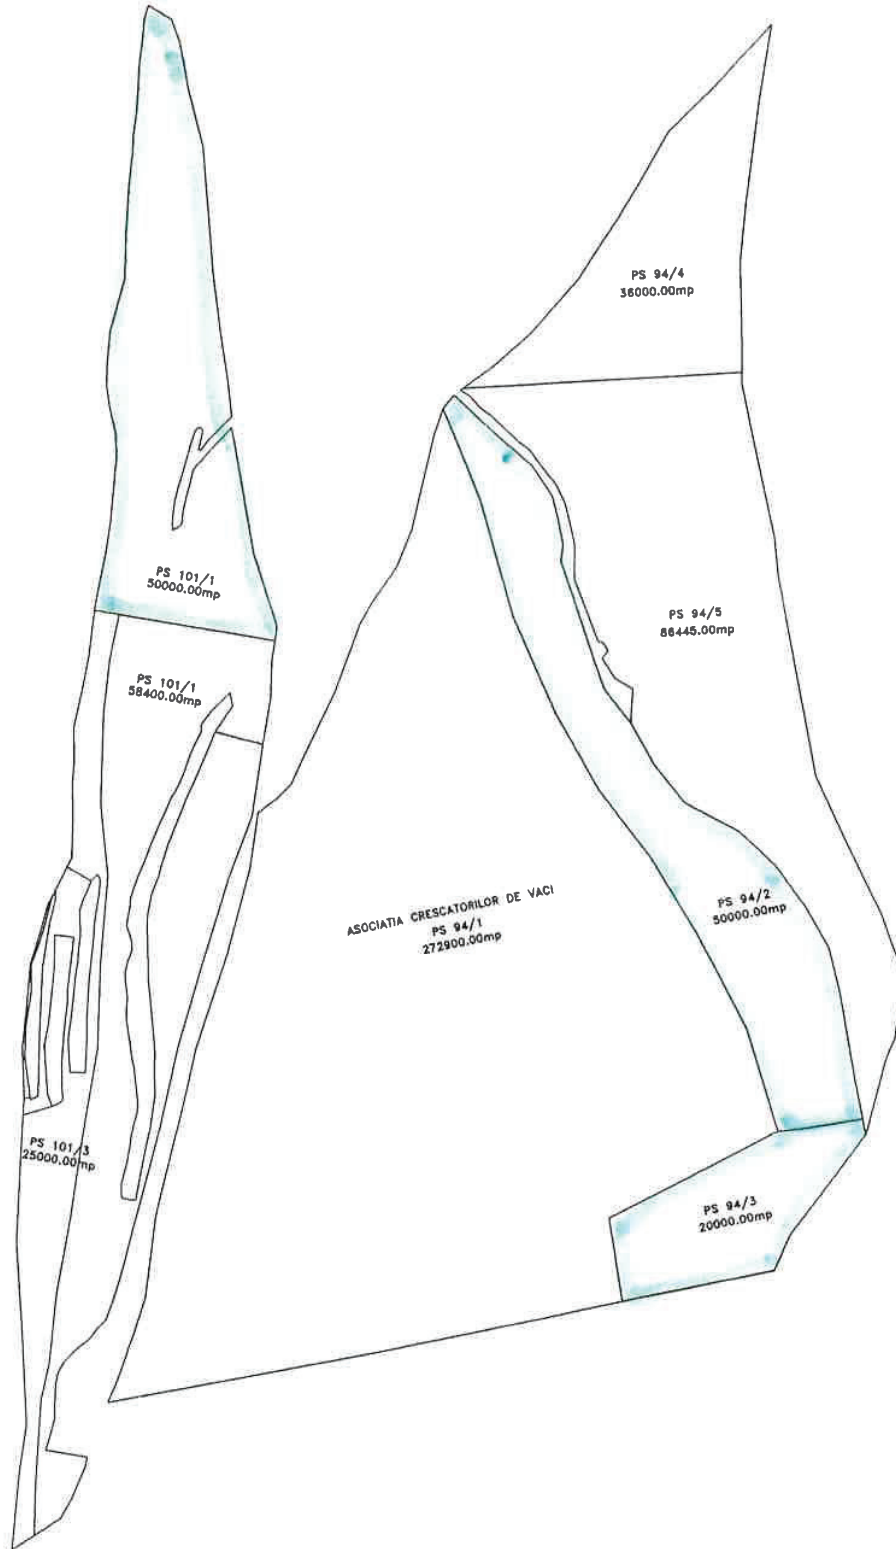 PS 94/4
36000.00mp
PS 101/1
50000.00mp
PS 94/5
86445.00mp
PS 101/1
58400.00mp
ASOCIATIA CRESCATORILOR DE VACI
PS 94/1
272900.00mp
PS 94/2
50000.00mp
PS 101/3
25000.00mp
PS 94/3
20000.00mp